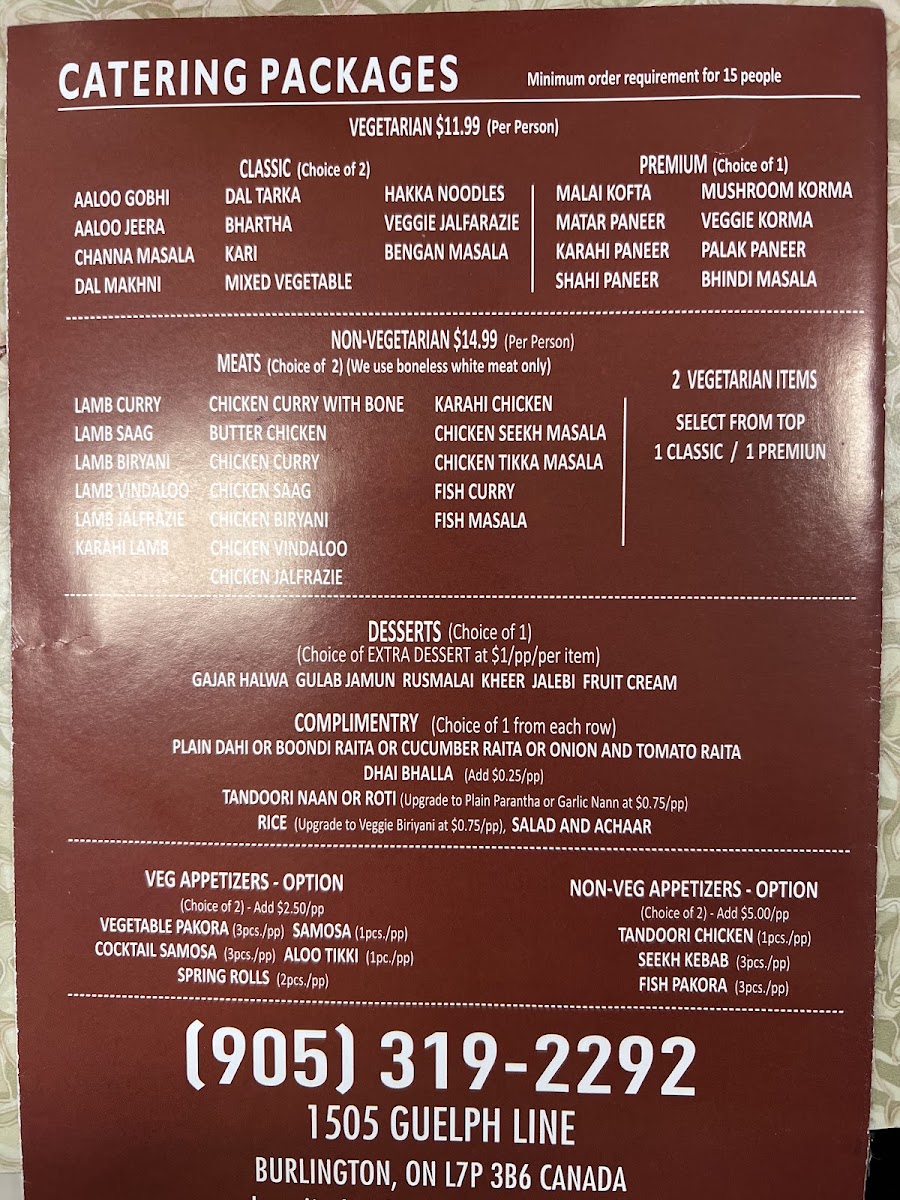 CATERING PACKAGES
Minimum order requirement for 15 people
VEGETARIAN $11.99 (Per Person)
CLASSIC (Choice of 2)
AALOO GOBHI
AALOO JEERA
CHANNA MASALA
DAL MAKHNI
DAL TARKA
BHARTHA
KARI
MIXED VEGETABLE
HAKKA NOODLES
VEGGIE JALFARAZIE
BENGAN MASALA
PREMIUM (Choice of 1)
MALAI KOFTA
MATAR PANEER
KARAHI PANEER
SHAHI PANEER
MUSHROOM KORMA
VEGGIE KORMA
PALAK PANEER
BHINDI MASALA
NON-VEGETARIAN $14.99 (Per Person)
MEATS (Choice of 2) (We use boneless white meat only)
LAMB CURRY
LAMB SAAG
LAMB BIRYANI
LAMB VINDALOO
LAMB JALFRAZIE
KARAHI LAMB
CHICKEN CURRY WITH BONE
BUTTER CHICKEN
CHICKEN CURRY
CHICKEN SAAG
CHICKEN BIRYANI
CHICKEN VINDALOO
CHICKEN JALFRAZIE
KARAHI CHICKEN
CHICKEN SEEKH MASALA
CHICKEN TIKKA MASALA
FISH CURRY
FISH MASALA
2 VEGETARIAN ITEMS
SELECT FROM TOP
1 CLASSIC / 1 PREMIUN
DESSERTS (Choice of 1)
(Choice of EXTRA DESSERT at $1/pp/per item)
GAJAR HALWA GULAB JAMUN RUSMALAI KHEER JALEBI FRUIT CREAM
COMPLIMENTRY (Choice of 1 from each row)
PLAIN DAHI OR BOONDI RAITA OR CUCUMBER RAITA OR ONION AND TOMATO RAITA
DHAI BHALLA (Add $0.25/pp)
TANDOORI NAAN OR ROTI (Upgrade to Plain Parantha or Garlic Nann at $0.75/pp)
RICE (Upgrade to Veggie Biriyani at $0.75/pp), SALAD AND ACHAAR
VEG APPETIZERS - OPTION
(Choice of 2) - Add $2.50/pp
VEGETABLE PAKORA (3pcs./pp) SAMOSA (1pcs./pp)
COCKTAIL SAMOSA (3pcs./pp) ALOO TIKKI (1pc./pp)
SPRING ROLLS (2pcs./pp)
NON-VEG APPETIZERS - OPTION
(Choice of 2) - Add $5.00/pp
TANDOORI CHICKEN (1pcs./pp)
SEEKH KEBAB (3pcs./pp)
FISH PAKORA (3pcs./pp)
(905) 319-2292
1505 GUELPH LINE
BURLINGTON, ON L7P 3B6 CANADA